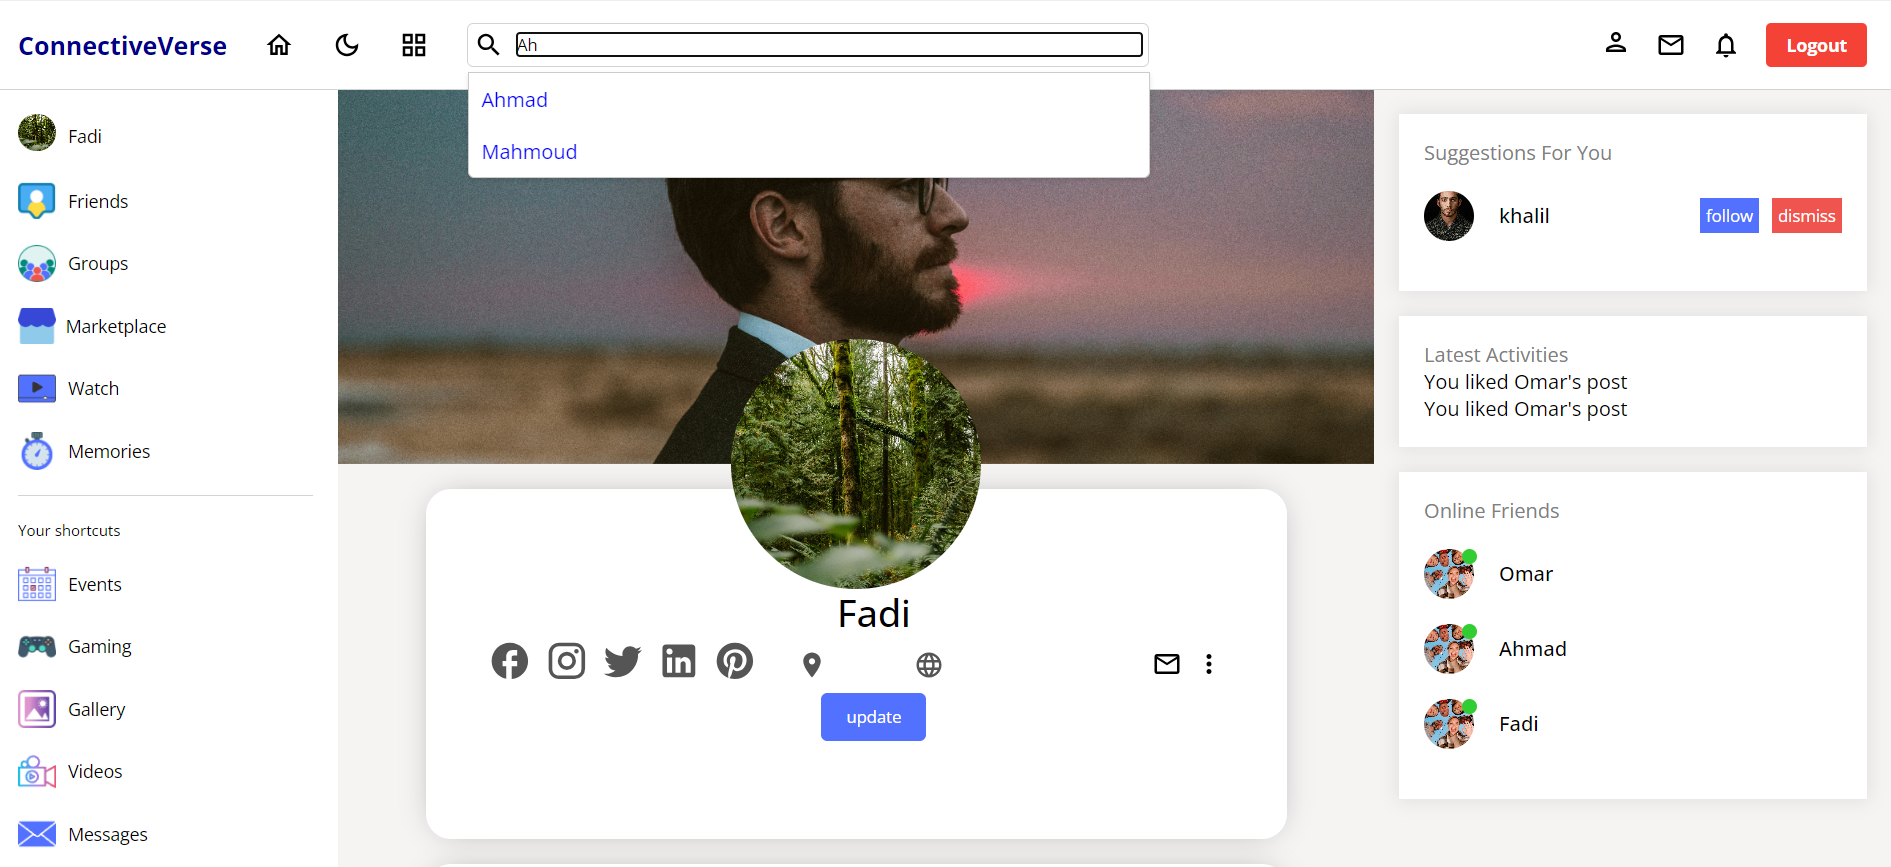 ConnectiveVerse
Ah
Logout
Ahmad
Mahmoud
Fadi
Friends
Groups
Marketplace
Watch
Memories
Your shortcuts
Events
Gaming
Gallery
Videos
Messages
Fadi
update
Suggestions For You
khalil follow dismiss
Latest Activities
You liked Omar's post
You liked Omar's post
Online Friends
Omar
Ahmad
Fadi